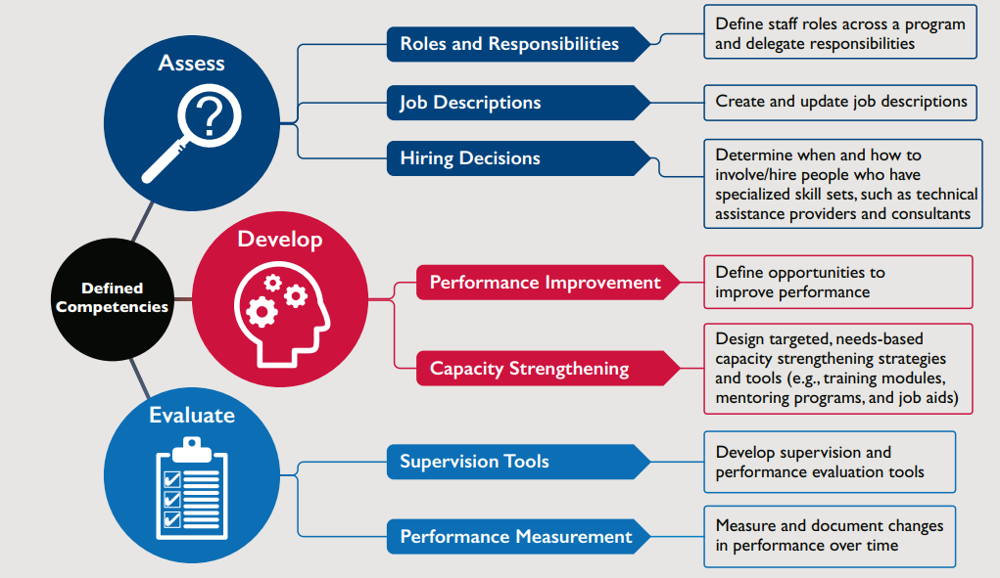 Assess
?
Roles and Responsibilities
Define staff roles across a program
and delegate responsibilities
Job Descriptions
Create and update job descriptions
Hiring Decisions
Determine when and how to
involve/hire people who have
specialized skill sets, such as technical
assistance providers and consultants
Defined
Competencies
Develop
Performance Improvement
Define opportunities to
improve performance
Capacity Strengthening
Design targeted, needs-based
capacity strengthening strategies
and tools (e.g., training modules,
mentoring programs, and job aids)
Evaluate
Supervision Tools
Develop supervision and
performance evaluation tools
Performance Measurement
Measure and document changes
in performance over time